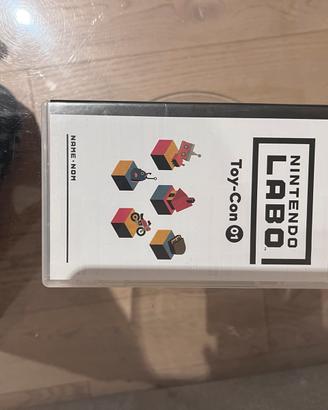 NINTENDO
LABO
Toy-Con 01
NAME・NOM